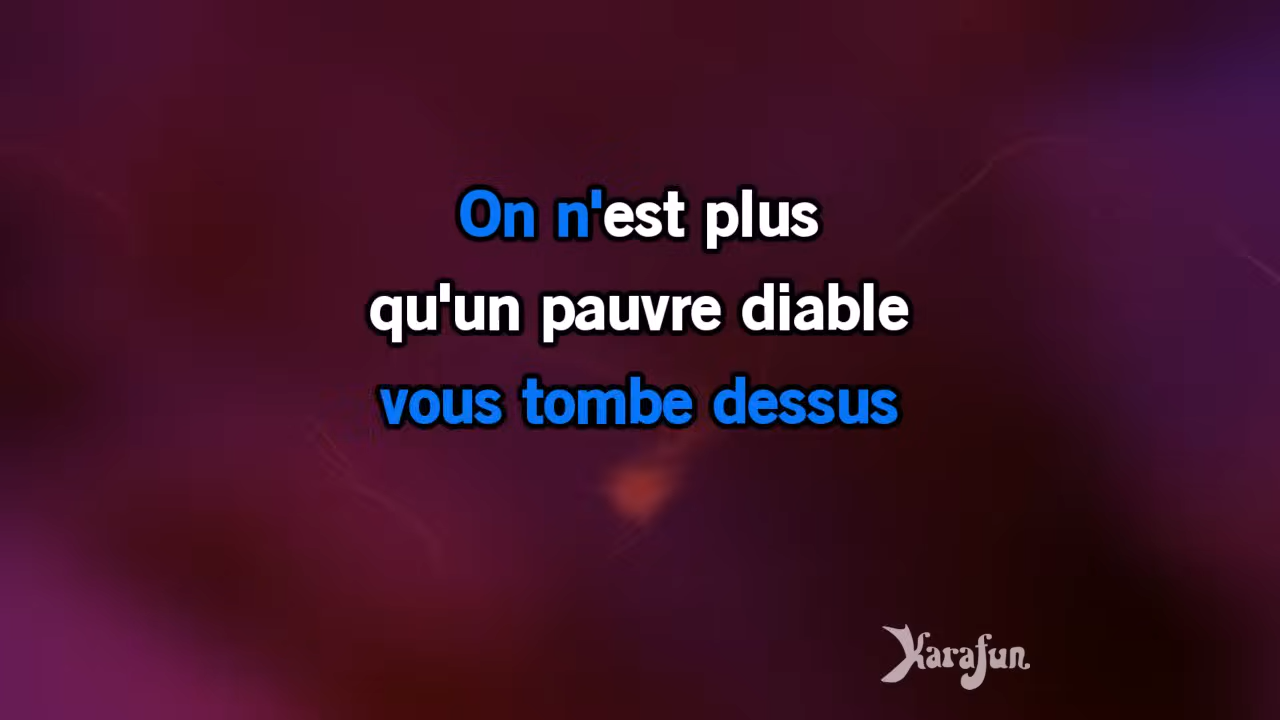 On n'est plus
qu'un pauvre diable
vous tombe dessus
Karafun